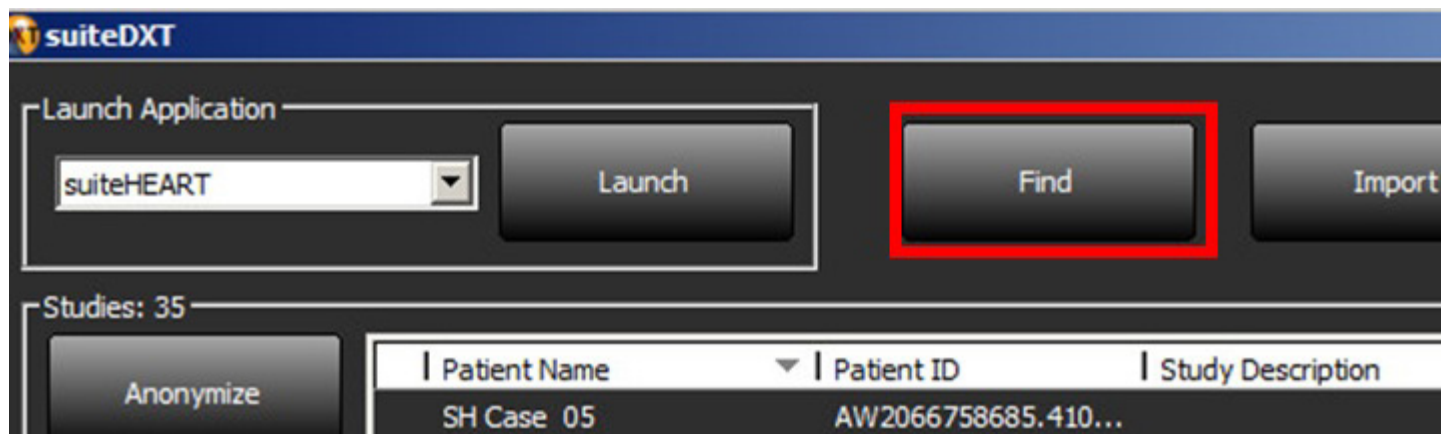 suiteDXT
Launch Application
suiteHEART
Launch
Find
Import
Studies: 35
Anonymize
Patient Name
Patient ID
Study Description
SH Case 05
AW2066758685.410...